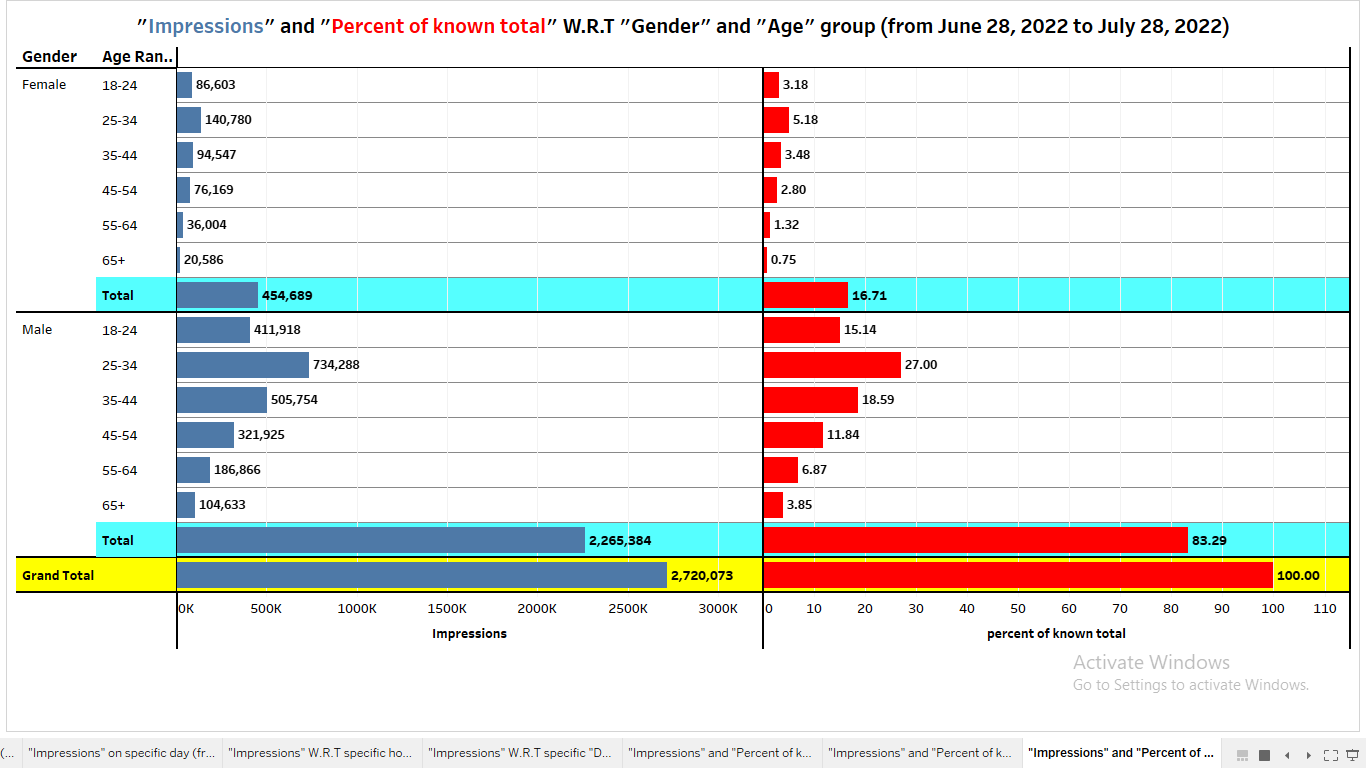 "Impressions" and "Percent of known total" W.R.T "Gender" and "Age" group (from June 28, 2022 to July 28, 2022)
Gender Age Ran..
Female 18-24 86,603 3.18
25-34 140,780 5.18
35-44 94,547 3.48
45-54 76,169 2.80
55-64 36,004 1.32
65+ 20,586 0.75
Total 454,689 16.71
Male 18-24 411,918 15.14
25-34 734,288 27.00
35-44 505,754 18.59
45-54 321,925 11.84
55-64 186,866 6.87
65+ 104,633 3.85
Total 2,265,384 83.29
Grand Total 2,720,073 100.00
0K 500K 1000K 1500K 2000K 2500K 3000K 0 10 20 30 40 50 60 70 80 90 100 110
Impressions percent of known total
Activate Windows
Go to Settings to activate Windows.
(... "Impressions" on specific day (fr... "Impressions" W.R.T specific ho... "Impressions" W.R.T specific "D... "Impressions" and "Percent of k... "Impressions" and "Percent of k... "Impressions" and "Percent of ...